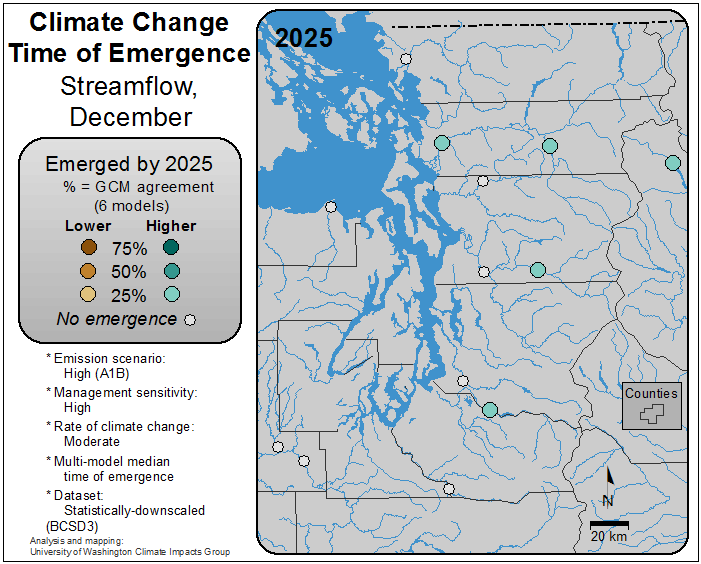 Climate Change
Time of Emergence
Streamflow,
December
Emerged by 2025
% = GCM agreement
(6 models)
Lower Higher
75%
50%
25%
No emergence
* Emission scenario:
High (A1B)
* Management sensitivity:
High
* Rate of climate change:
Moderate
* Multi-model median
time of emergence
* Dataset:
Statistically-downscaled
(BCSD3)
Analysis and mapping:
University of Washington Climate Impacts Group
2025
Counties
N
20 km